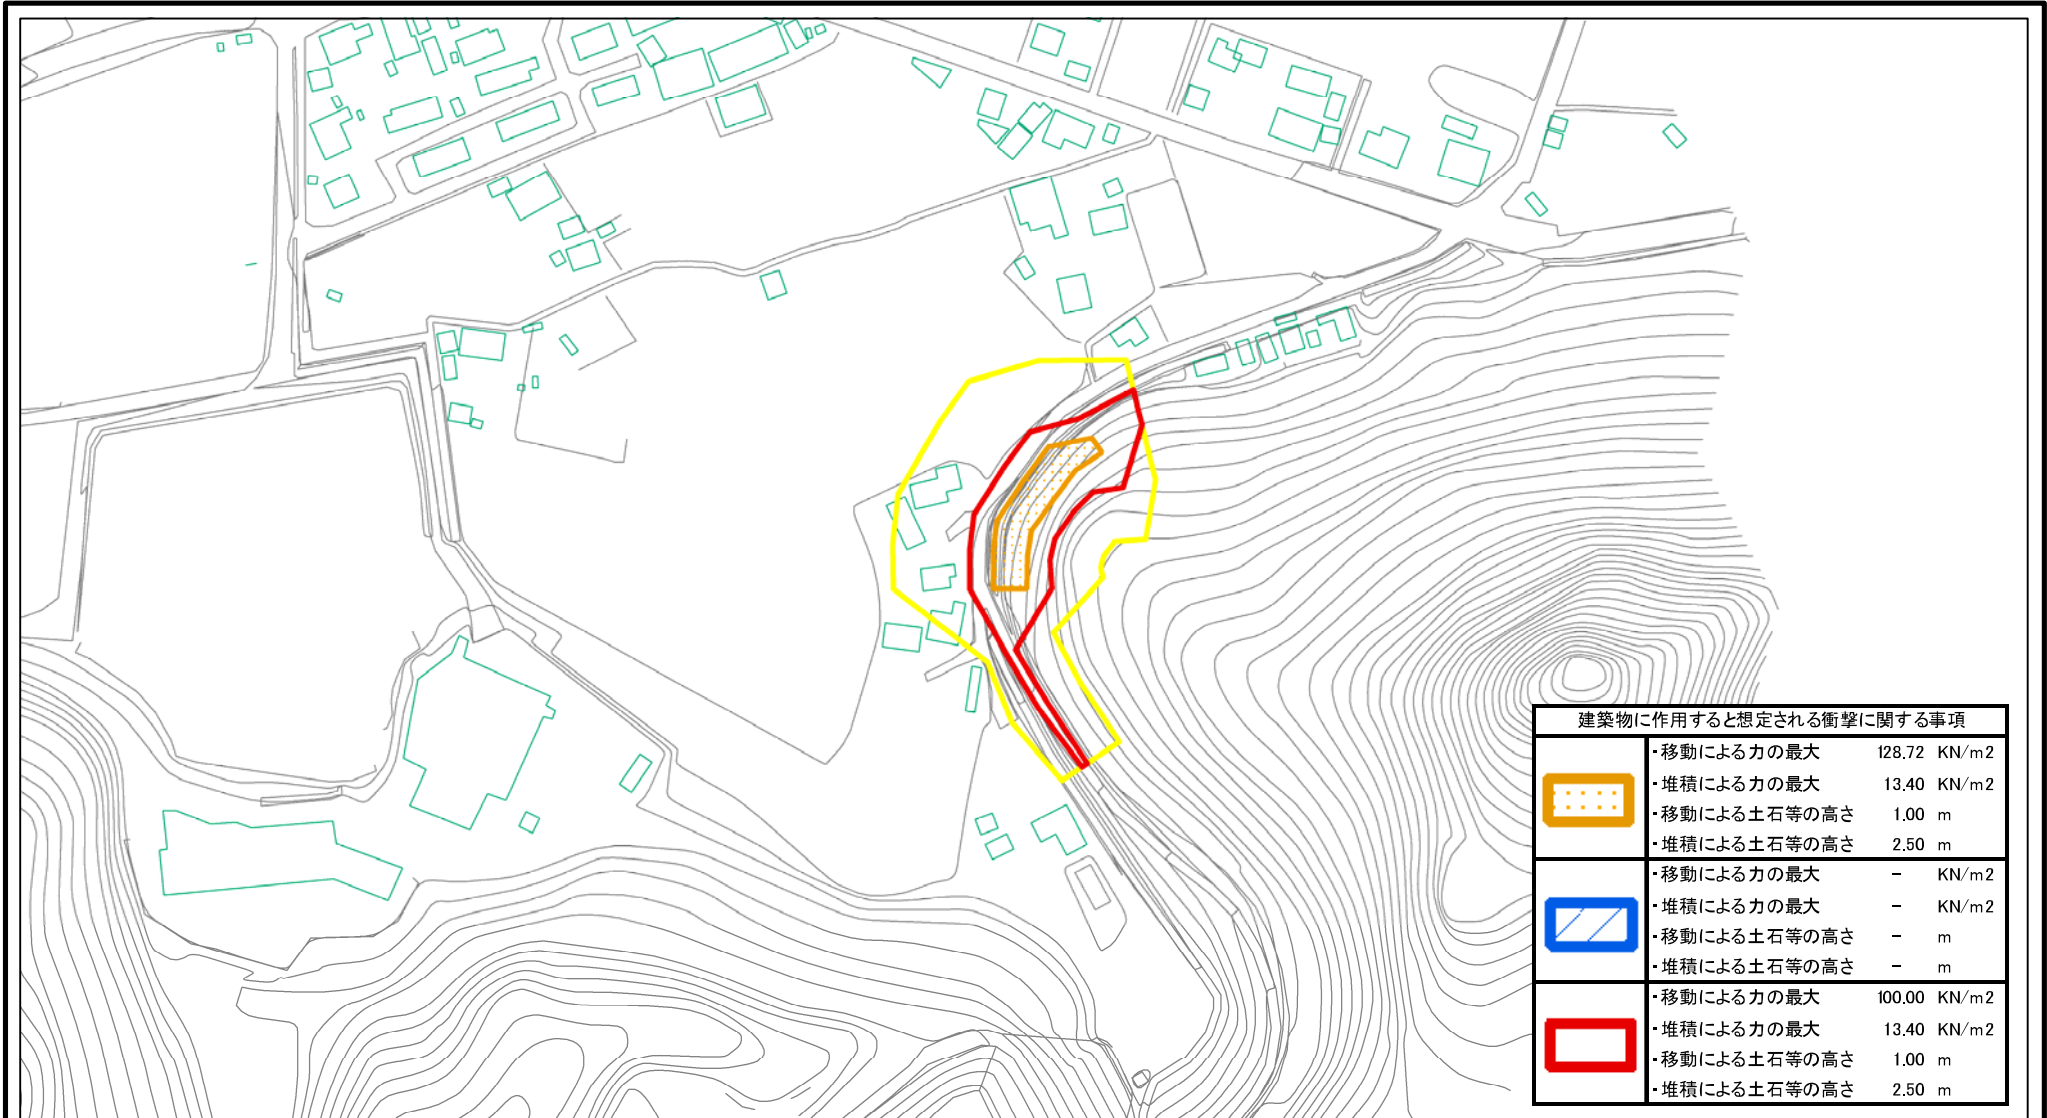 建築物に作用すると想定される衝撃に関する事項
・移動による力の最大 128.72 KN/m2
・堆積による力の最大 13.40 KN/m2
・移動による土石等の高さ 1.00 m
・堆積による土石等の高さ 2.50 m
・移動による力の最大 - KN/m2
・堆積による力の最大 - KN/m2
・移動による土石等の高さ - m
・堆積による土石等の高さ - m
・移動による力の最大 100.00 KN/m2
・堆積による力の最大 13.40 KN/m2
・移動による土石等の高さ 1.00 m
・堆積による土石等の高さ 2.50 m